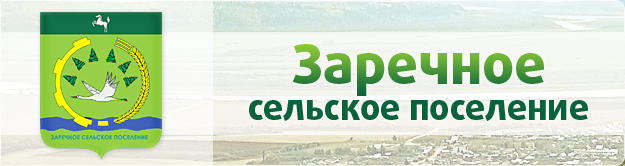 Заречное
сельское поселение
ЗАРЕЧНОЕ СЕЛЬСКОЕ ПОСЕЛЕНИЕ